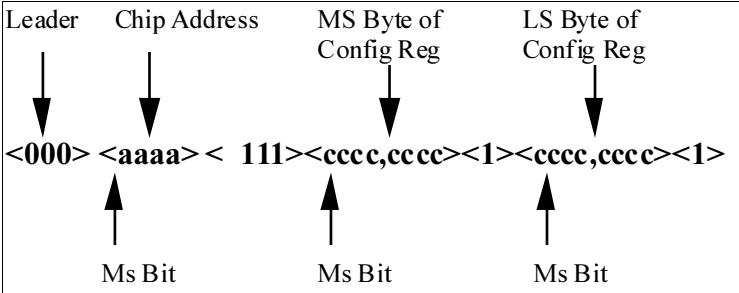 Leader Chip Address MS Byte of Config Reg LS Byte of Config Reg
<000> <aaaa> < 111><cccc,cccc><1><cccc,cccc><1>
Ms Bit Ms Bit Ms Bit